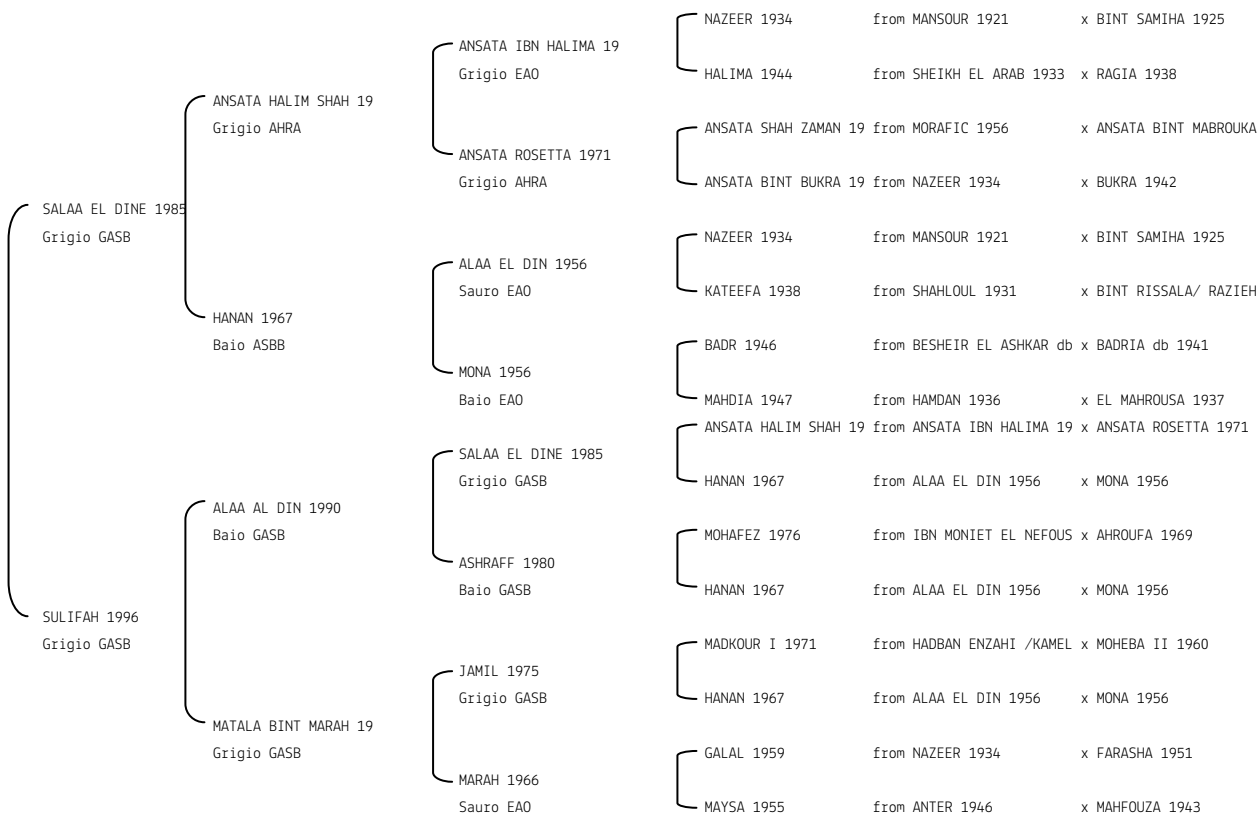 NAZEER 1934 from MANSOUR 1921 x BINT SAMIHA 1925
ANSATA IBN HALIMA 19
Grigio EAO
HALIMA 1944 from SHEIKH EL ARAB 1933 x RAGIA 1938
ANSATA HALIM SHAH 19
Grigio AHRA
ANSATA SHAH ZAMAN 19 from MORAFIC 1956 x ANSATA BINT MABROUKA
ANSATA ROSETTA 1971
Grigio AHRA
ANSATA BINT BUKRA 19 from NAZEER 1934 x BUKRA 1942
SALAA EL DINE 1985
Grigio GASB
NAZEER 1934 from MANSOUR 1921 x BINT SAMIHA 1925
ALAA EL DIN 1956
Sauro EAO
KATEEFA 1938 from SHAHLOUL 1931 x BINT RISSALA/ RAZIEH
HANAN 1967
Baio ASBB
BADR 1946 from BESHEIR EL ASHKAR db x BADRIA db 1941
MONA 1956
Baio EAO
MAHDIA 1947 from HAMDAN 1936 x EL MAHROUSA 1937
ANSATA HALIM SHAH 19 from ANSATA IBN HALIMA 19 x ANSATA ROSETTA 1971
SALAA EL DINE 1985
Grigio GASB
HANAN 1967 from ALAA EL DIN 1956 x MONA 1956
ALAA AL DIN 1990
Baio GASB
MOHAFEZ 1976 from IBN MONIET EL NEFOUS x AHROUFA 1969
ASHRAFF 1980
Baio GASB
HANAN 1967 from ALAA EL DIN 1956 x MONA 1956
SULIFAH 1996
Grigio GASB
MADKOUR I 1971 from HADBAN ENZAHI /KAMEL x MOHEBA II 1960
JAMIL 1975
Grigio GASB
HANAN 1967 from ALAA EL DIN 1956 x MONA 1956
MATALA BINT MARAH 19
Grigio GASB
GALAL 1959 from NAZEER 1934 x FARASHA 1951
MARAH 1966
Sauro EAO
MAYSA 1955 from ANTER 1946 x MAHFOUZA 1943